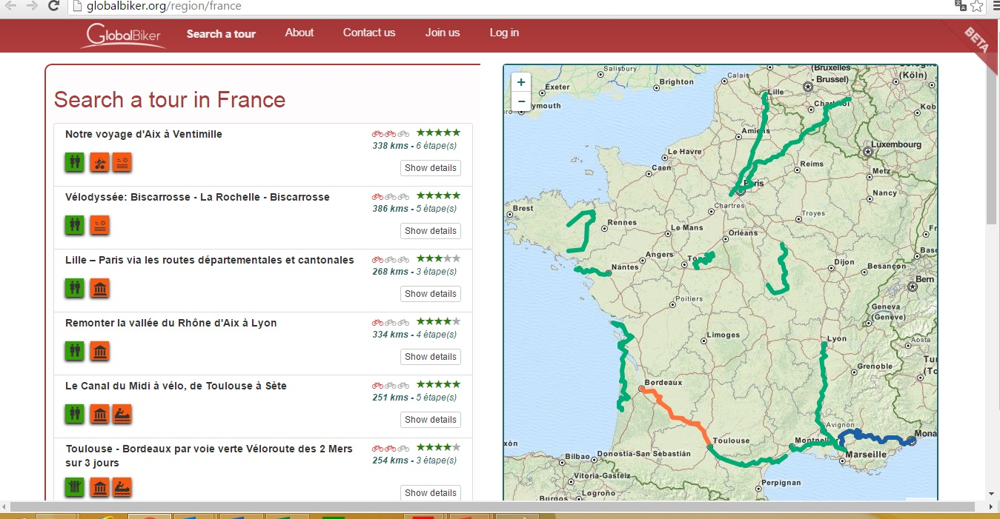 globalbiker.org/region/france
GlobalBiker Search a tour About Contact us Join us Log in
BETA
Search a tour in France
Notre voyage d'Aix à Ventimille
338 kms - 6 étape(s)
Show details
Vélodyssée: Biscarrosse - La Rochelle - Biscarrosse
386 kms - 5 étape(s)
Show details
Lille – Paris via les routes départementales et cantonales
268 kms - 3 étape(s)
Show details
Remonter la vallée du Rhône d'Aix à Lyon
334 kms - 4 étape(s)
Show details
Le Canal du Midi à vélo, de Toulouse à Sète
251 kms - 5 étape(s)
Show details
Toulouse - Bordeaux par voie verte Véloroute des 2 Mers
sur 3 jours
254 kms - 3 étape(s)
Show details
+
−
Salisbury
Exeter
Brighton
Calais
(Bruxelles
- Brussel)
(Köln)
Lille
Amiens
Luxembourg
Le Havre
Caen
Reims
Paris
Metz
Nancy
Chartres
Brest
Rennes
Le Mans
Troyes
Orléans
Angers
Nantes
Dijon
Besançon
Bern
Poitiers
Geneva
(Genève)
Limoges
Lyon
Aosta
Grenoble
Bordeaux
Avignon
Toulouse
Marseille
Bilbao
Donostia-San Sebastián
Vitoria-Gasteiz
Perpignan
Logroño
Burgos